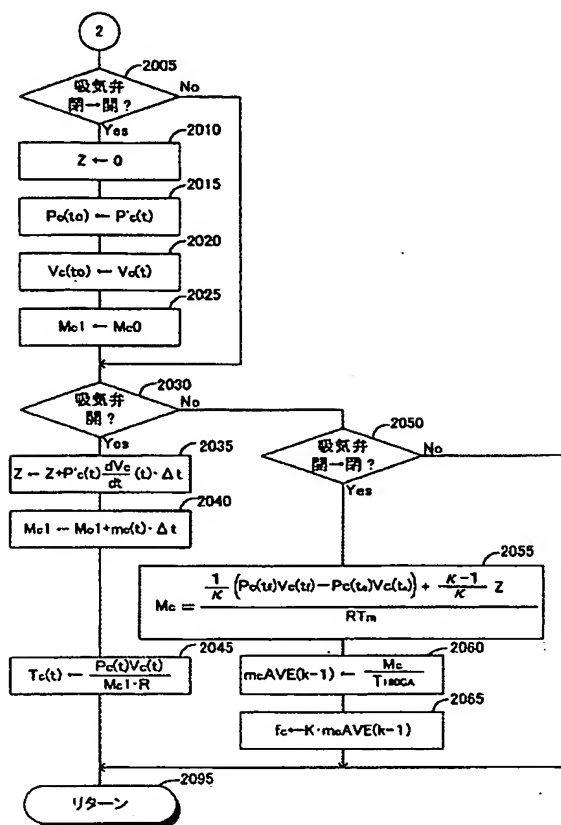 2
2005
吸気弁
閉→開?
No
Yes
2010
Z ← 0
2015
Pc(t0) ← P'c(t)
2020
Vc(t0) ← Vc(t)
2025
Mc1 ← Mc0
2030
吸気弁
開?
No
Yes
2035
Z ← Z+P'c(t) dVc/dt (t)・Δt
2040
Mc1 ← Mc1+mc(t)・Δt
2045
Tc(t) ← Pc(t)Vc(t)/Mc1・R
2050
吸気弁
開→閉?
No
Yes
2055
Mc = 1/κ (Pc(tf)Vc(tf)−Pc(t0)Vc(t0)) + κ−1/κ Z
RTm
2060
mcAVE(k-1) ← Mc/T180CA
2065
fc←K・mcAVE(k-1)
2095
リターン